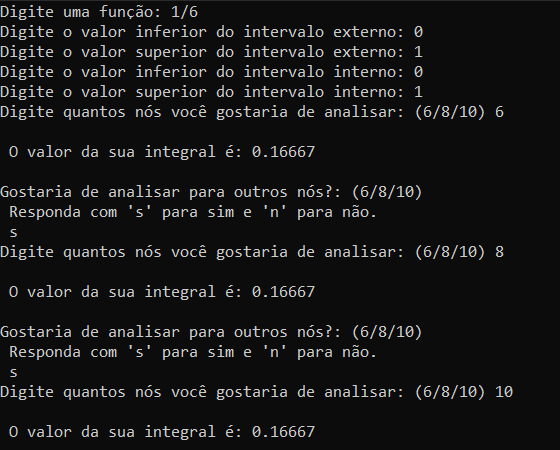 Digite uma função: 1/6
Digite o valor inferior do intervalo externo: 0
Digite o valor superior do intervalo externo: 1
Digite o valor inferior do intervalo interno: 0
Digite o valor superior do intervalo interno: 1
Digite quantos nós você gostaria de analisar: (6/8/10) 6
O valor da sua integral é: 0.16667
Gostaria de analisar para outros nós?: (6/8/10)
Responda com 's' para sim e 'n' para não.
s
Digite quantos nós você gostaria de analisar: (6/8/10) 8
O valor da sua integral é: 0.16667
Gostaria de analisar para outros nós?: (6/8/10)
Responda com 's' para sim e 'n' para não.
s
Digite quantos nós você gostaria de analisar: (6/8/10) 10
O valor da sua integral é: 0.16667